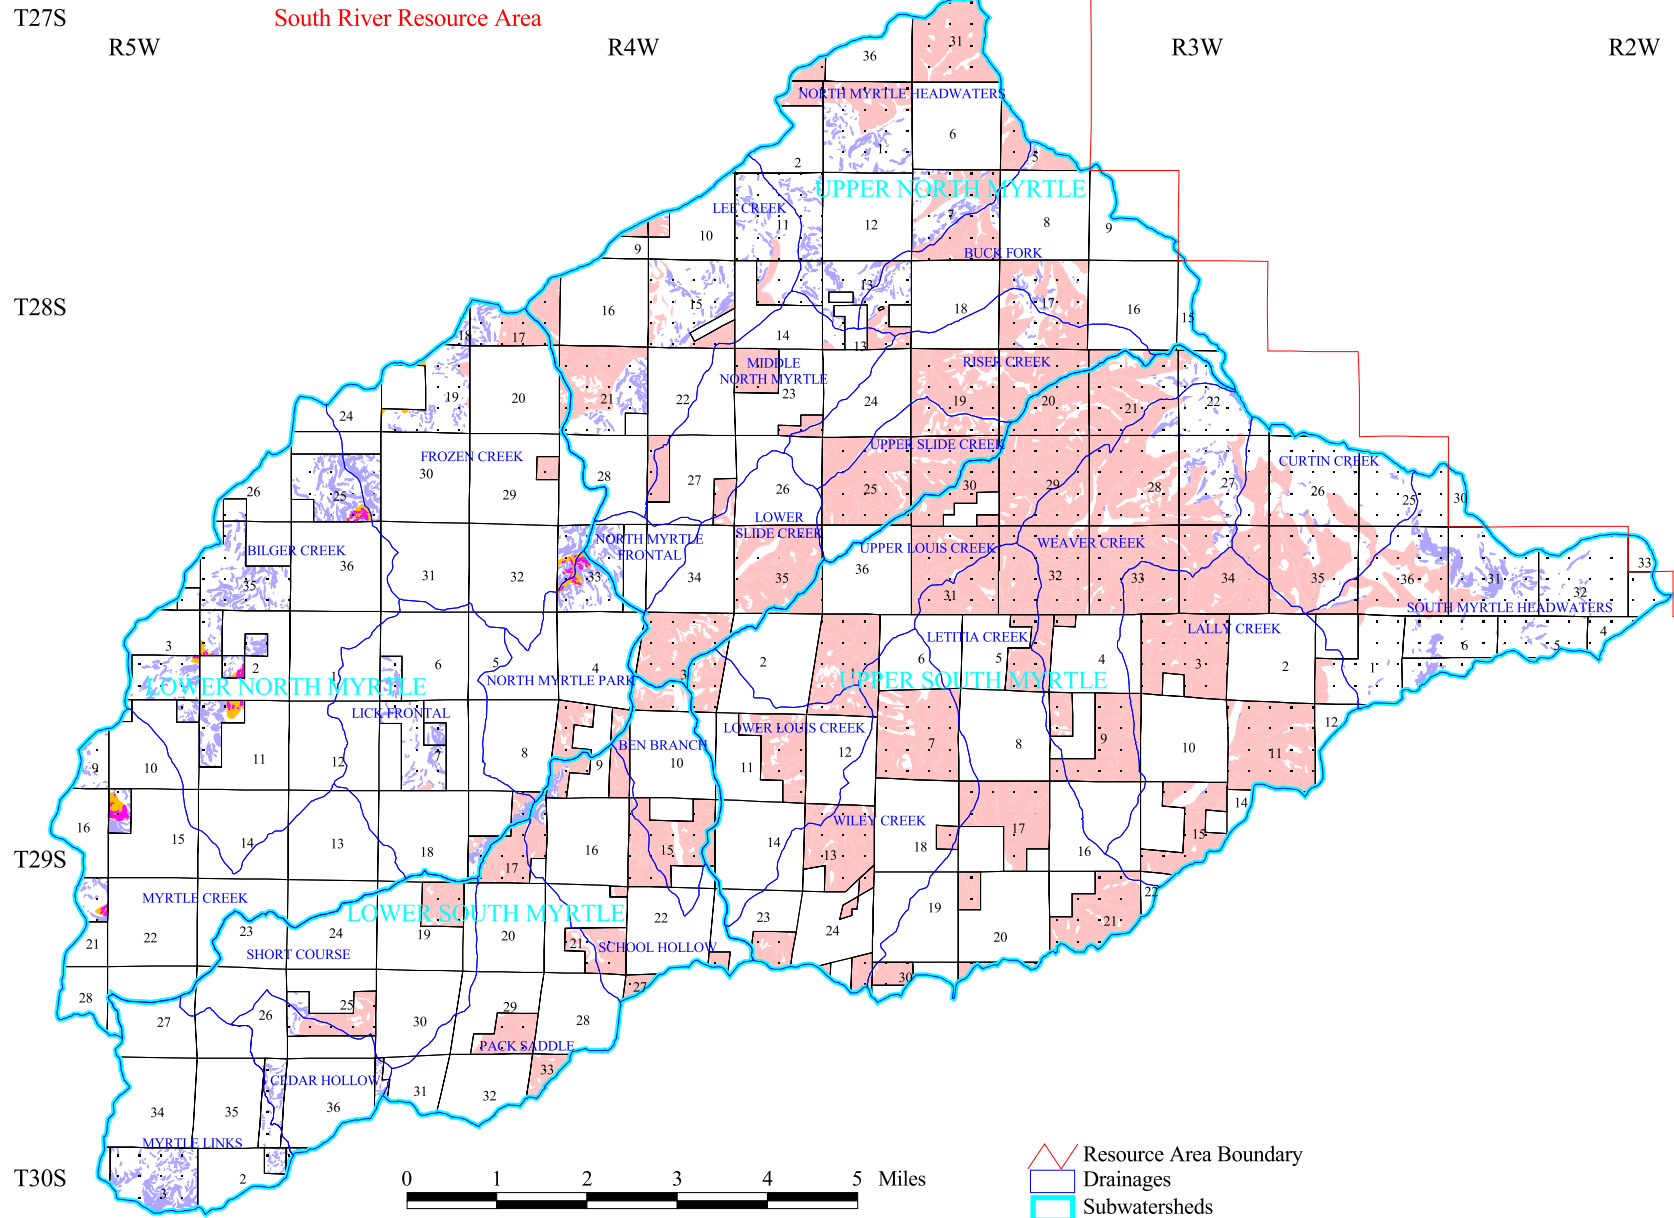 T27S South River Resource Area
R5W R4W R3W R2W
36 31
NORTH MYRTLE HEADWATERS
1 6
2 5
UPPER NORTH MYRTLE
LEE CREEK 7
10 11 12 8 9
9 BUCK FORK
13
T28S 16 15 18 17 16 15
18 17 14 13
MIDDLE RISER CREEK
NORTH MYRTLE
24 19 20 21 22 23 24 19 20 21 22
UPPER SLIDE CREEK
FROZEN CREEK CURTIN CREEK
26 25 30 29 28 27 26 25 30 29 28 27 26 25 30
LOWER
SLIDE CREEK
NORTH MYRTLE
FRONTAL
BILGER CREEK UPPER LOUIS CREEK WEAVER CREEK
35 36 31 32 33 34 35 36 31 32 33 34 35 36 31 32 33
SOUTH MYRTLE HEADWATERS
LETITIA CREEK LALLY CREEK
3 2 1 6 5 4 3 2 1 6 5 4 3 2 1 6 5 4
NORTH MYRTLE PARK
LOWER NORTH MYRTLE UPPER SOUTH MYRTLE
LICK FRONTAL
LOWER LOUIS CREEK
BEN BRANCH
9 10 11 12 7 8 9 10 11 12 7 8 9 10 11 12
WILEY CREEK
16 15 14 13 18 17 16 15 14 13 18 17 16 15 14
T29S
MYRTLE CREEK
LOWER SOUTH MYRTLE
21 22 23 24 19 20 21 22 23 24 19 20 21 22
SHORT COURSE SCHOOL HOLLOW
28 27 26 25 30 29 28 27 30
PACK SADDLE
CEDAR HOLLOW
34 35 36 31 32 33
MYRTLE LINKS
T30S 3 2
0 1 2 3 4 5 Miles
Resource Area Boundary
Drainages
Subwatersheds